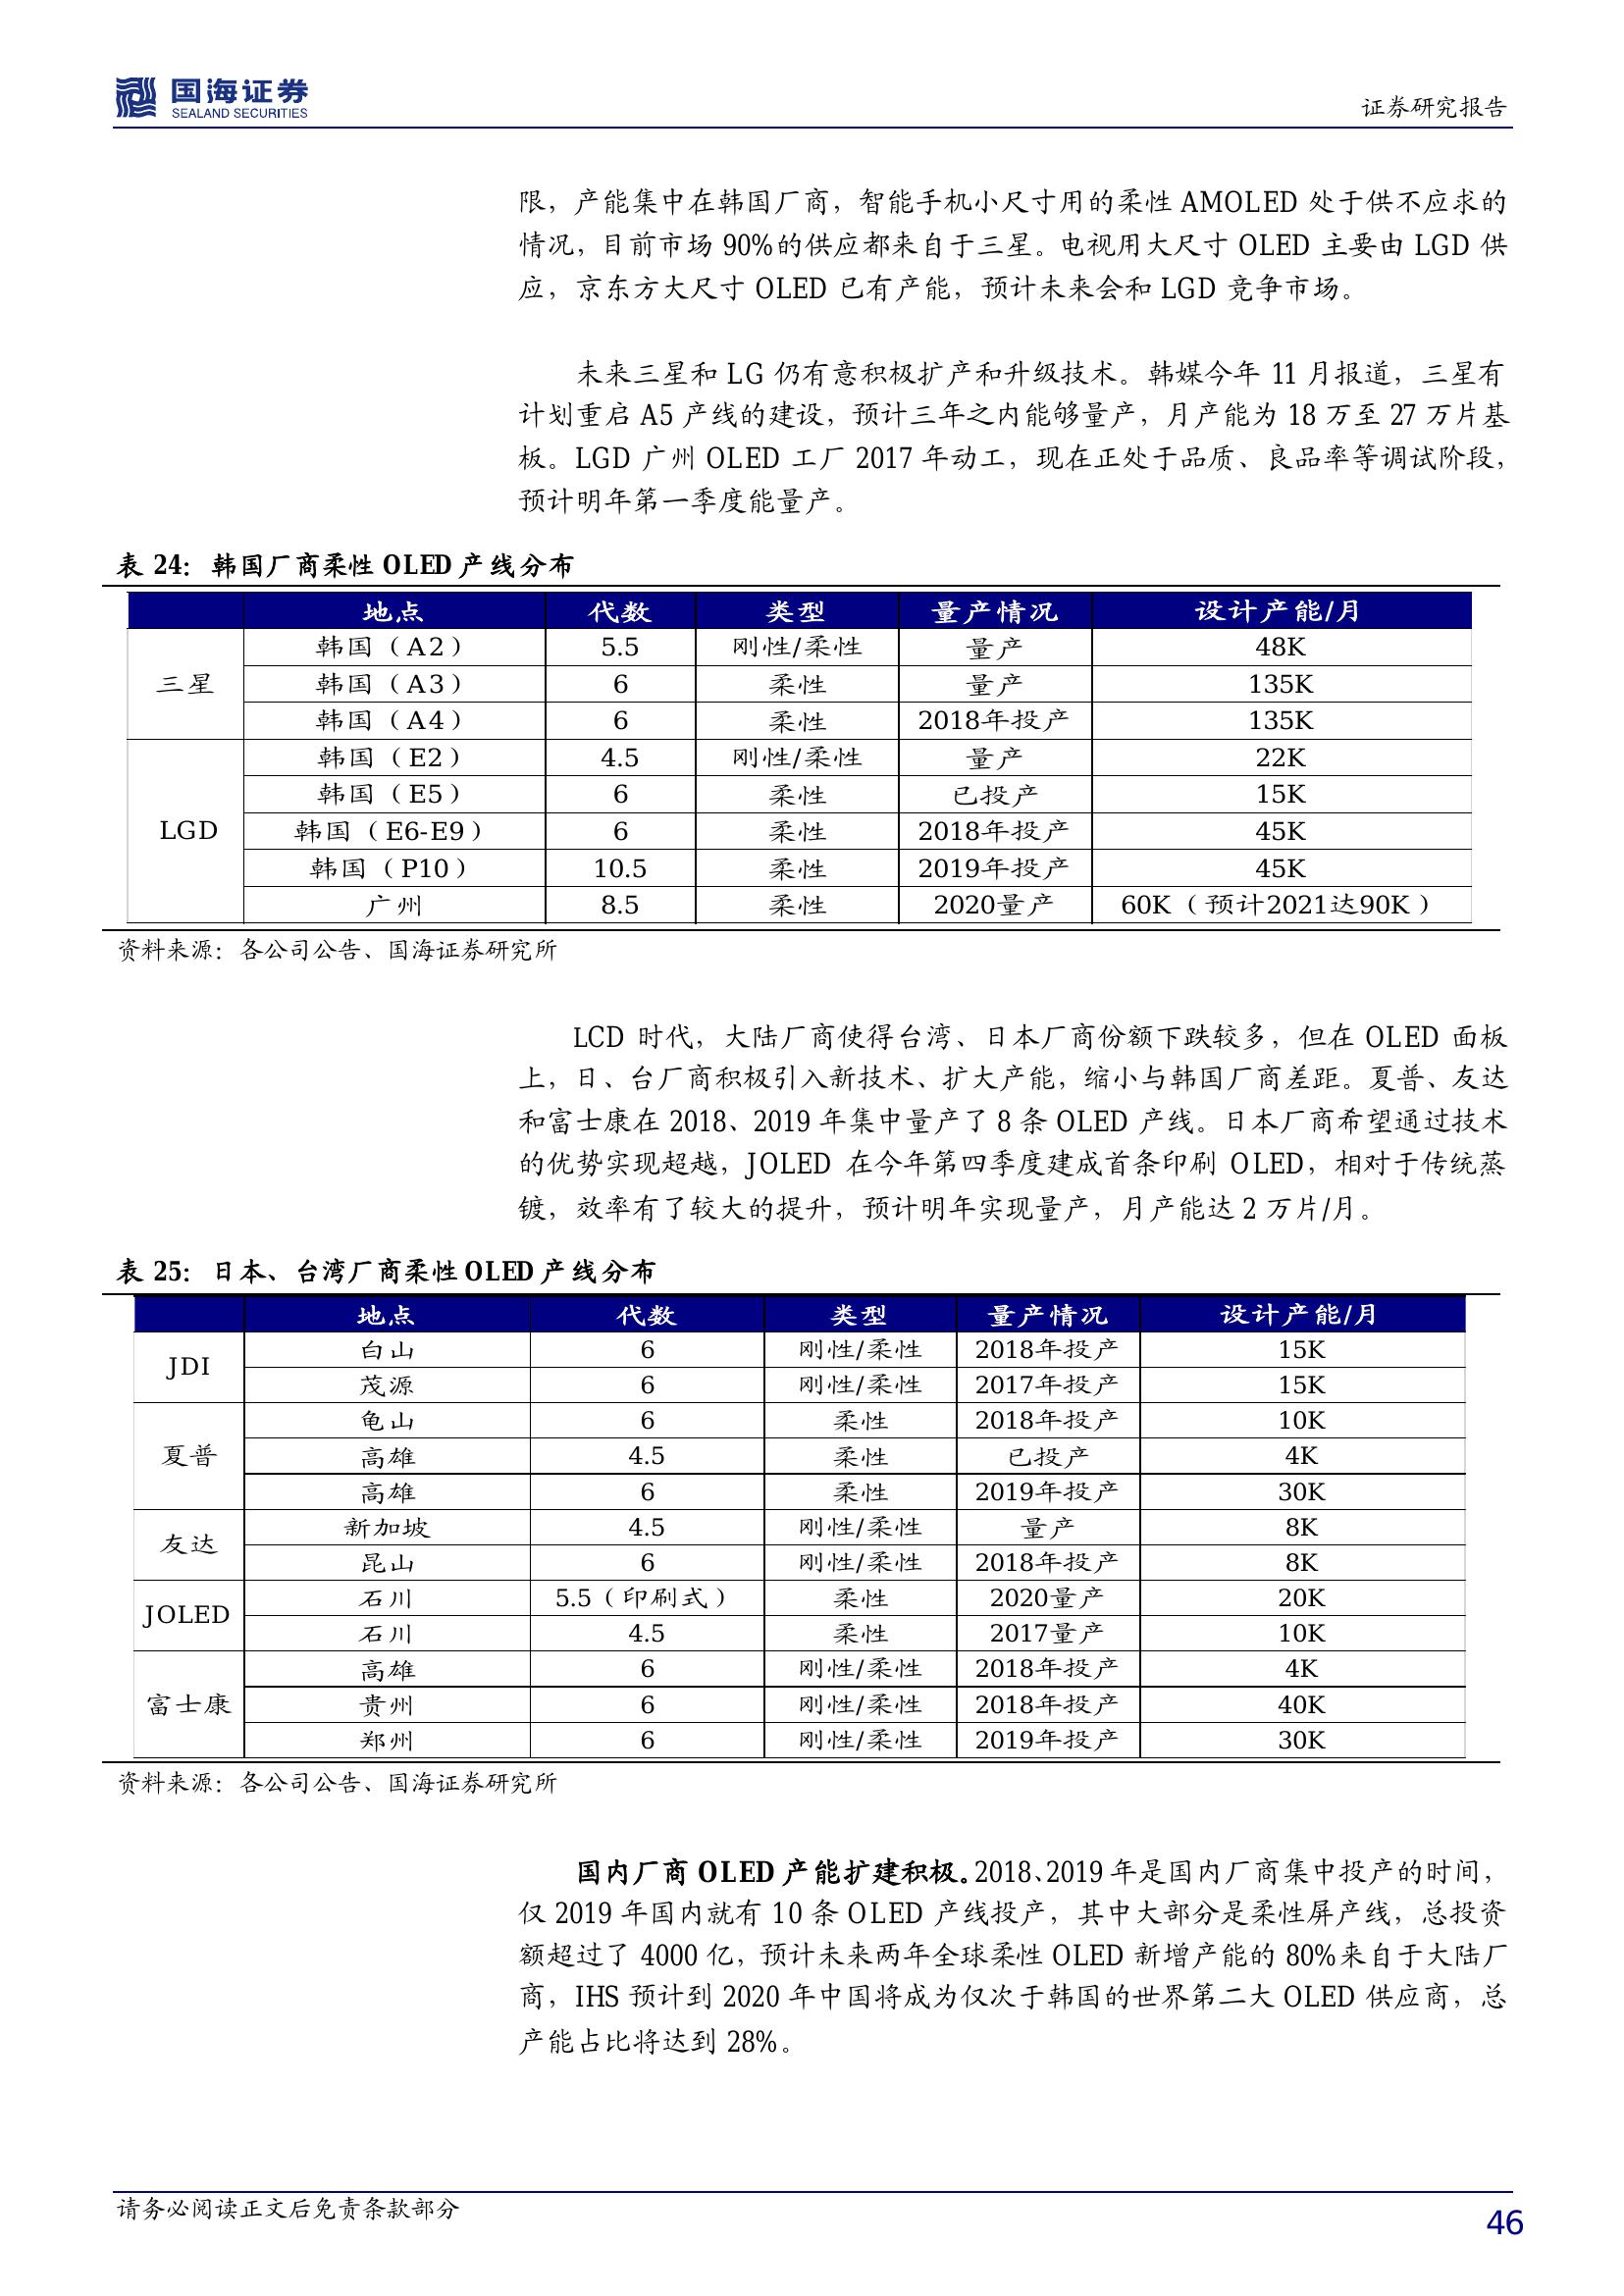 国海证券
SEALAND SECURITIES
证券研究报告
限，产能集中在韩国厂商，智能手机小尺寸用的柔性 AMOLED 处于供不应求的
情况，目前市场 90%的供应都来自于三星。电视用大尺寸 OLED 主要由 LGD 供
应，京东方大尺寸 OLED 已有产能，预计未来会和 LGD 竞争市场。
未来三星和 LG 仍有意积极扩产和升级技术。韩媒今年 11 月报道，三星有
计划重启 A5 产线的建设，预计三年之内能够量产，月产能为 18 万至 27 万片基
板。LGD 广州 OLED 工厂 2017 年动工，现在正处于品质、良品率等调试阶段，
预计明年第一季度能量产。
表 24：韩国厂商柔性 OLED 产线分布
地点 代数 类型 量产情况 设计产能/月
三星 韩国（A2） 5.5 刚性/柔性 量产 48K
韩国（A3） 6 柔性 量产 135K
韩国（A4） 6 柔性 2018年投产 135K
LGD 韩国（E2） 4.5 刚性/柔性 量产 22K
韩国（E5） 6 柔性 已投产 15K
韩国（E6-E9） 6 柔性 2018年投产 45K
韩国（P10） 10.5 柔性 2019年投产 45K
广州 8.5 柔性 2020量产 60K（预计2021达90K）
资料来源：各公司公告、国海证券研究所
LCD 时代，大陆厂商使得台湾、日本厂商份额下跌较多，但在 OLED 面板
上，日、台厂商积极引入新技术、扩大产能，缩小与韩国厂商差距。夏普、友达
和富士康在 2018、2019 年集中量产了 8 条 OLED 产线。日本厂商希望通过技术
的优势实现超越，JOLED 在今年第四季度建成首条印刷 OLED，相对于传统蒸
镀，效率有了较大的提升，预计明年实现量产，月产能达 2 万片/月。
表 25：日本、台湾厂商柔性 OLED 产线分布
地点 代数 类型 量产情况 设计产能/月
JDI 白山 6 刚性/柔性 2018年投产 15K
茂源 6 刚性/柔性 2017年投产 15K
夏普 龟山 6 柔性 2018年投产 10K
高雄 4.5 柔性 已投产 4K
高雄 6 柔性 2019年投产 30K
友达 新加坡 4.5 刚性/柔性 量产 8K
昆山 6 刚性/柔性 2018年投产 8K
JOLED 石川 5.5（印刷式） 柔性 2020量产 20K
石川 4.5 柔性 2017量产 10K
富士康 高雄 6 刚性/柔性 2018年投产 4K
贵州 6 刚性/柔性 2018年投产 40K
郑州 6 刚性/柔性 2019年投产 30K
资料来源：各公司公告、国海证券研究所
国内厂商 OLED 产能扩建积极。2018、2019 年是国内厂商集中投产的时间，
仅 2019 年国内就有 10 条 OLED 产线投产，其中大部分是柔性屏产线，总投资
额超过了 4000 亿，预计未来两年全球柔性 OLED 新增产能的 80%来自于大陆厂
商，IHS 预计到 2020 年中国将成为仅次于韩国的世界第二大 OLED 供应商，总
产能占比将达到 28%。
请务必阅读正文后免责条款部分
46